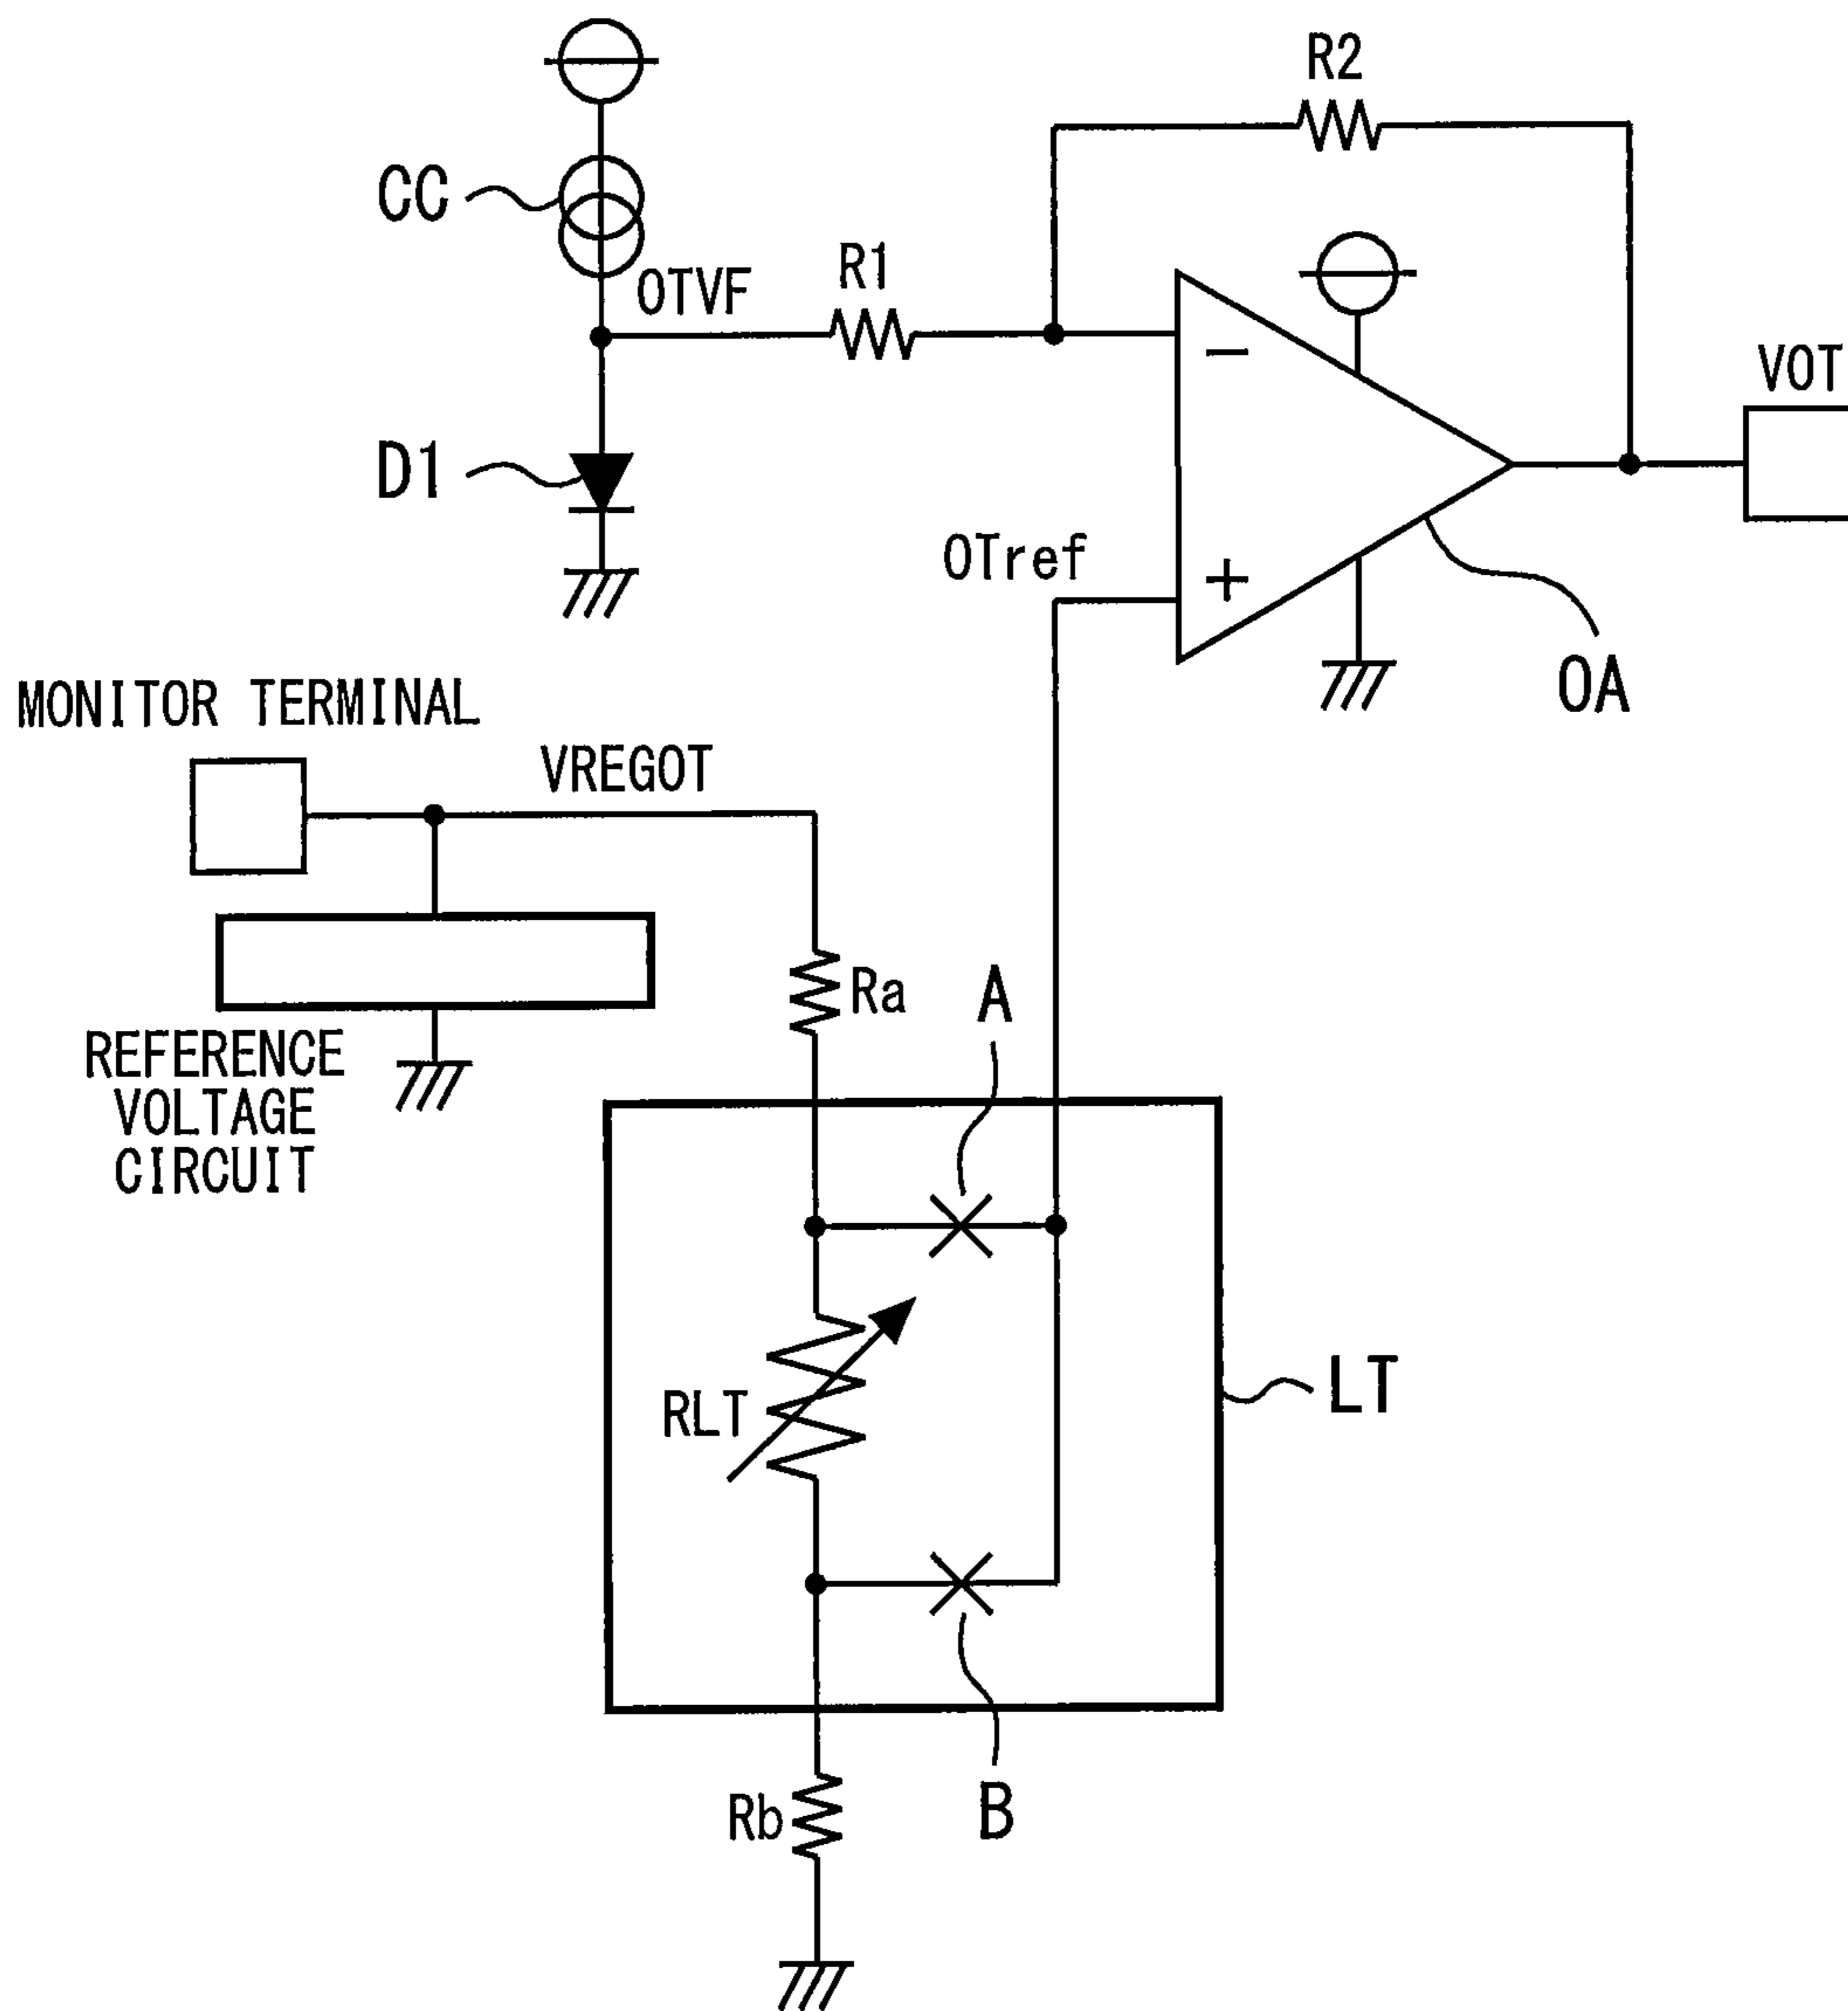 R2
CC
R1
OTVF
−
VOT
D1
OTref
+
OA
MONITOR TERMINAL
VREGOT
Ra
A
REFERENCE
VOLTAGE
CIRCUIT
RLT
LT
Rb
B